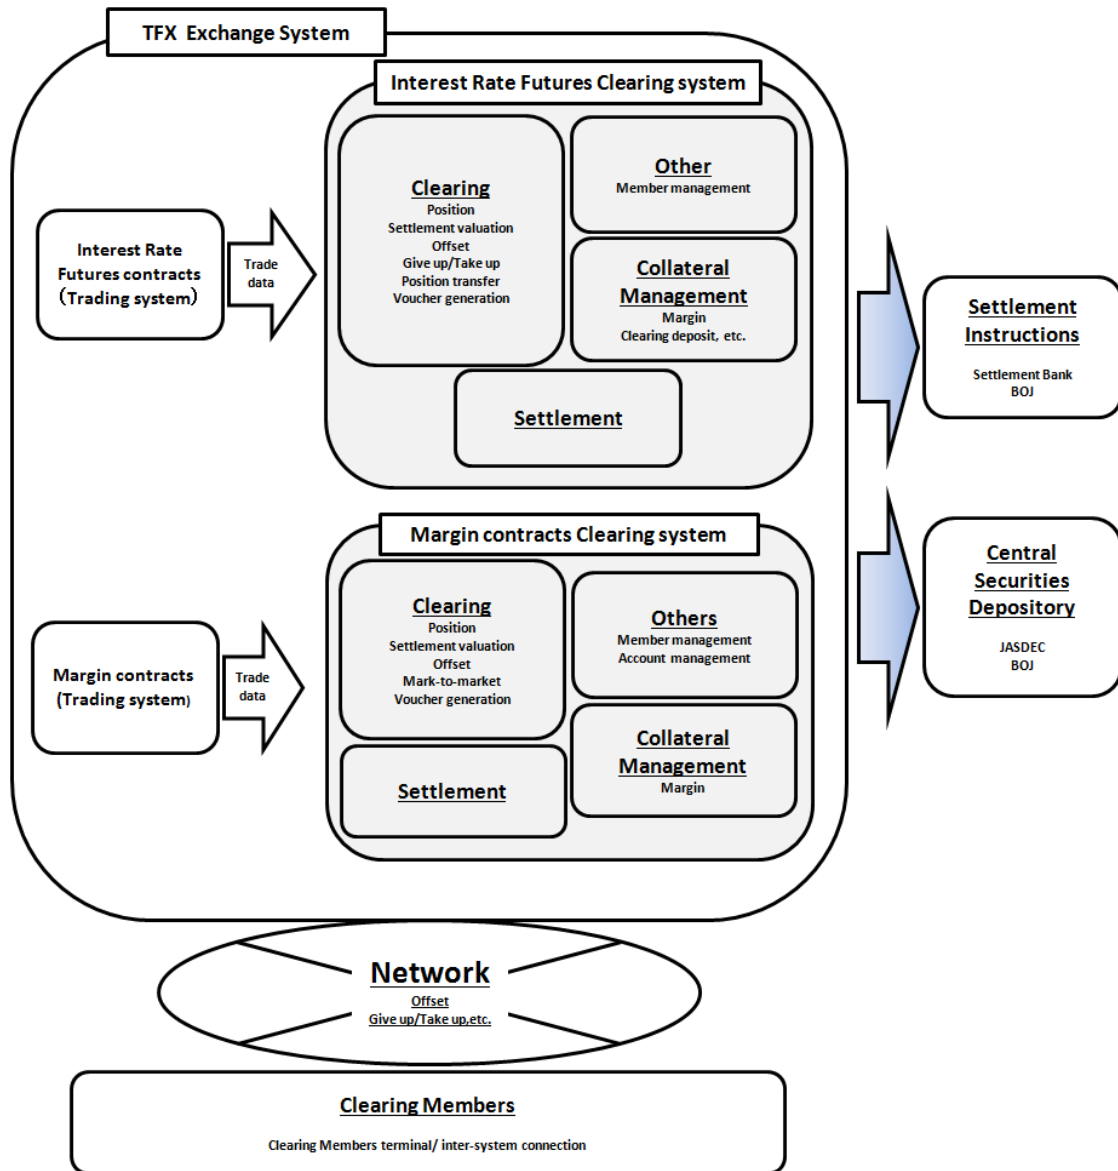 TFX Exchange System
Interest Rate Futures Clearing system
Interest Rate
Futures contracts
(Trading system)
Trade
data
Clearing
Position
Settlement valuation
Offset
Give up/Take up
Position transfer
Voucher generation
Other
Member management
Collateral
Management
Margin
Clearing deposit, etc.
Settlement
Settlement
Instructions
Settlement Bank
BOJ
Margin contracts Clearing system
Margin contracts
(Trading system)
Trade
data
Clearing
Position
Settlement valuation
Offset
Mark-to-market
Voucher generation
Others
Member management
Account management
Settlement
Collateral
Management
Margin
Central
Securities
Depository
JASDEC
BOJ
Network
Offset
Give up/Take up,etc.
Clearing Members
Clearing Members terminal/ inter-system connection